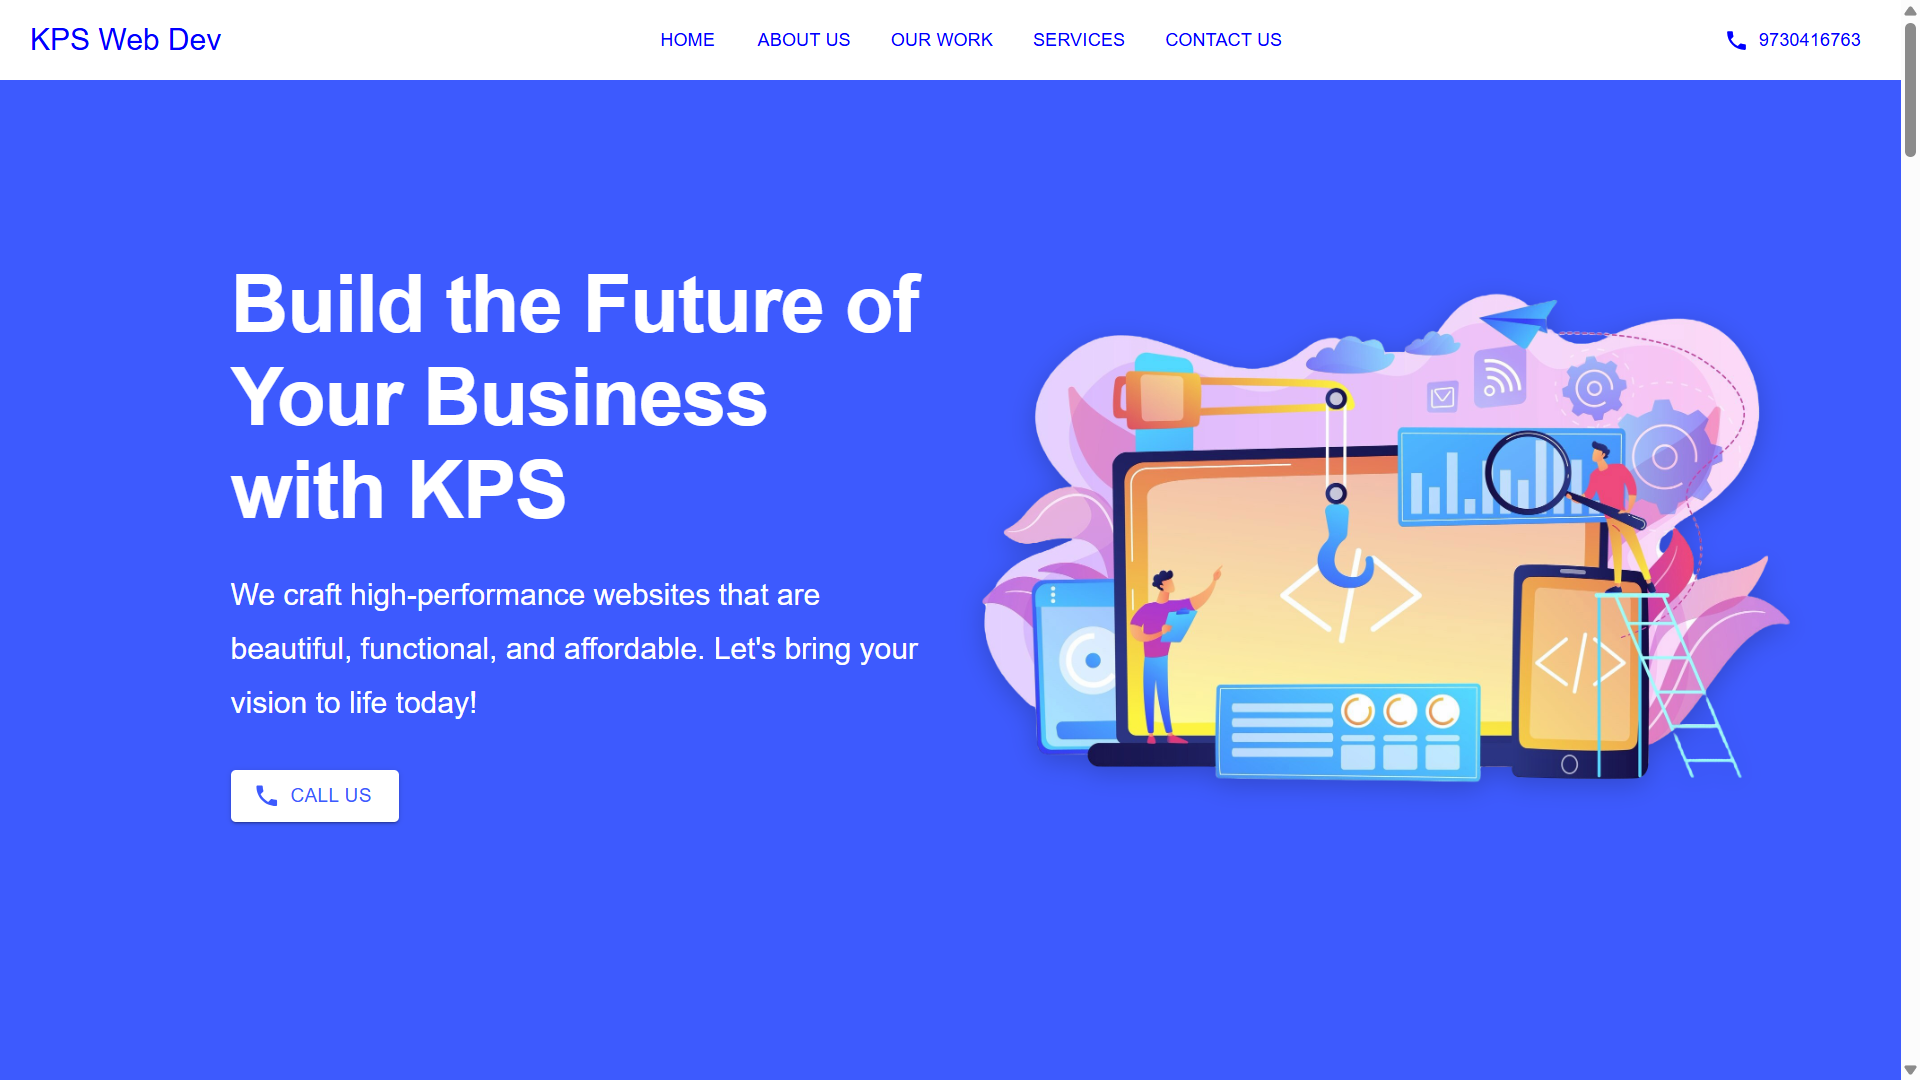 KPS Web Dev
HOME
ABOUT US
OUR WORK
SERVICES
CONTACT US
9730416763
Build the Future of
Your Business
with KPS
We craft high-performance websites that are
beautiful, functional, and affordable. Let's bring your
vision to life today!
CALL US